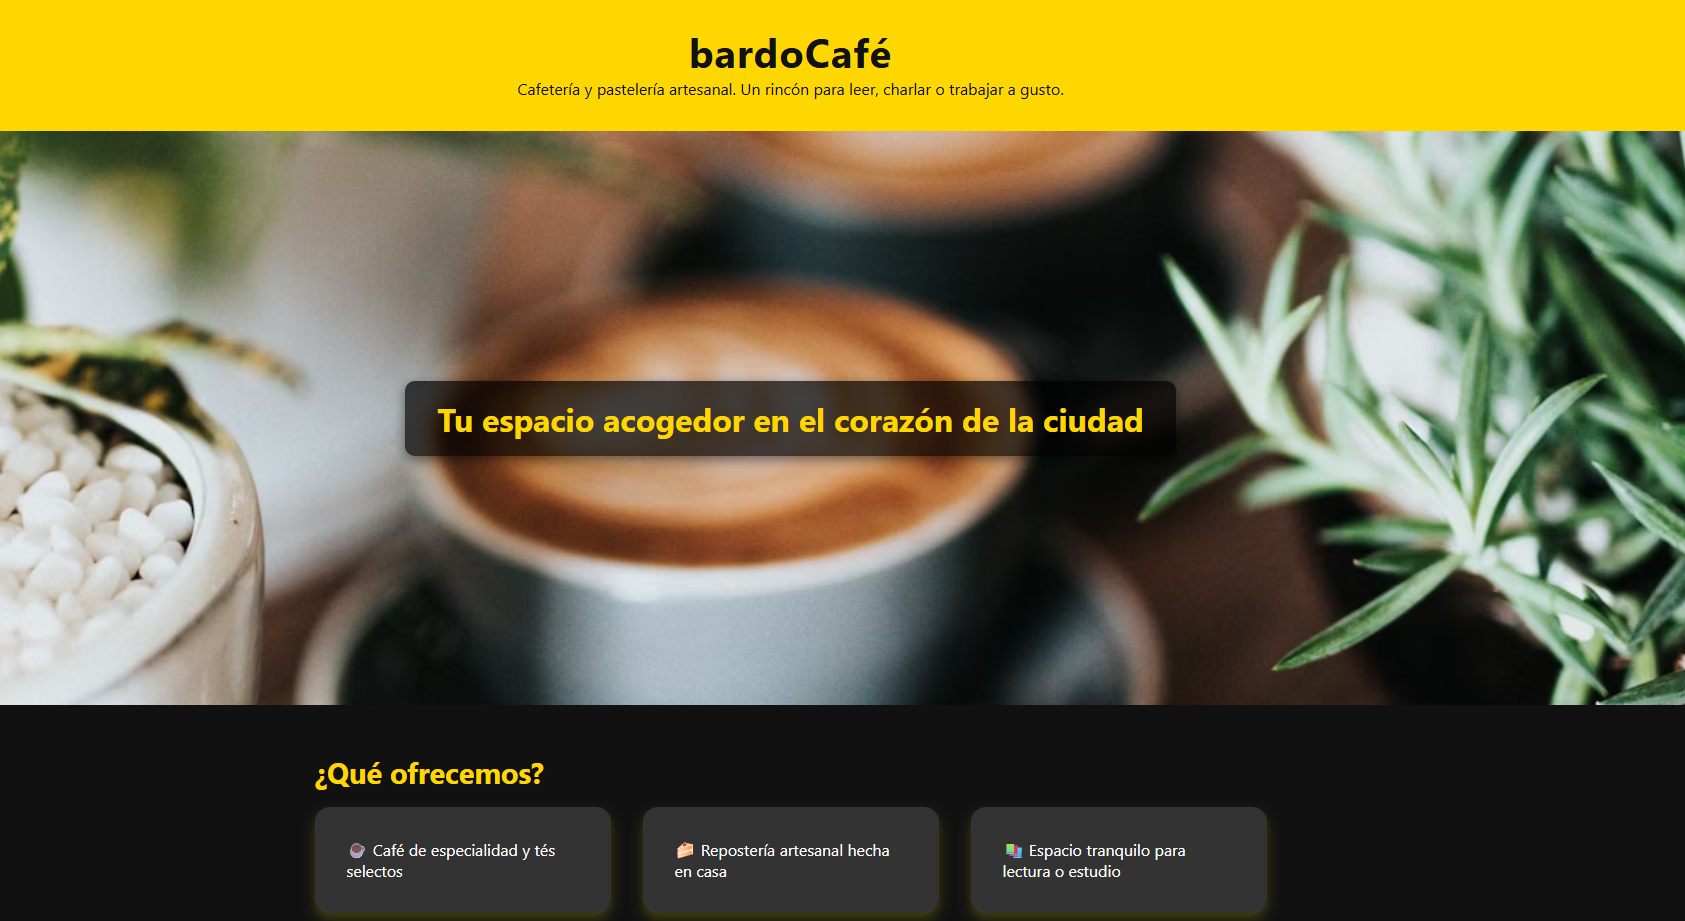 bardoCafé
Cafetería y pastelería artesanal. Un rincón para leer, charlar o trabajar a gusto.
Tu espacio acogedor en el corazón de la ciudad
¿Qué ofrecemos?
☕ Café de especialidad y tés
selectos
🍰 Repostería artesanal hecha
en casa
📚 Espacio tranquilo para
lectura o estudio